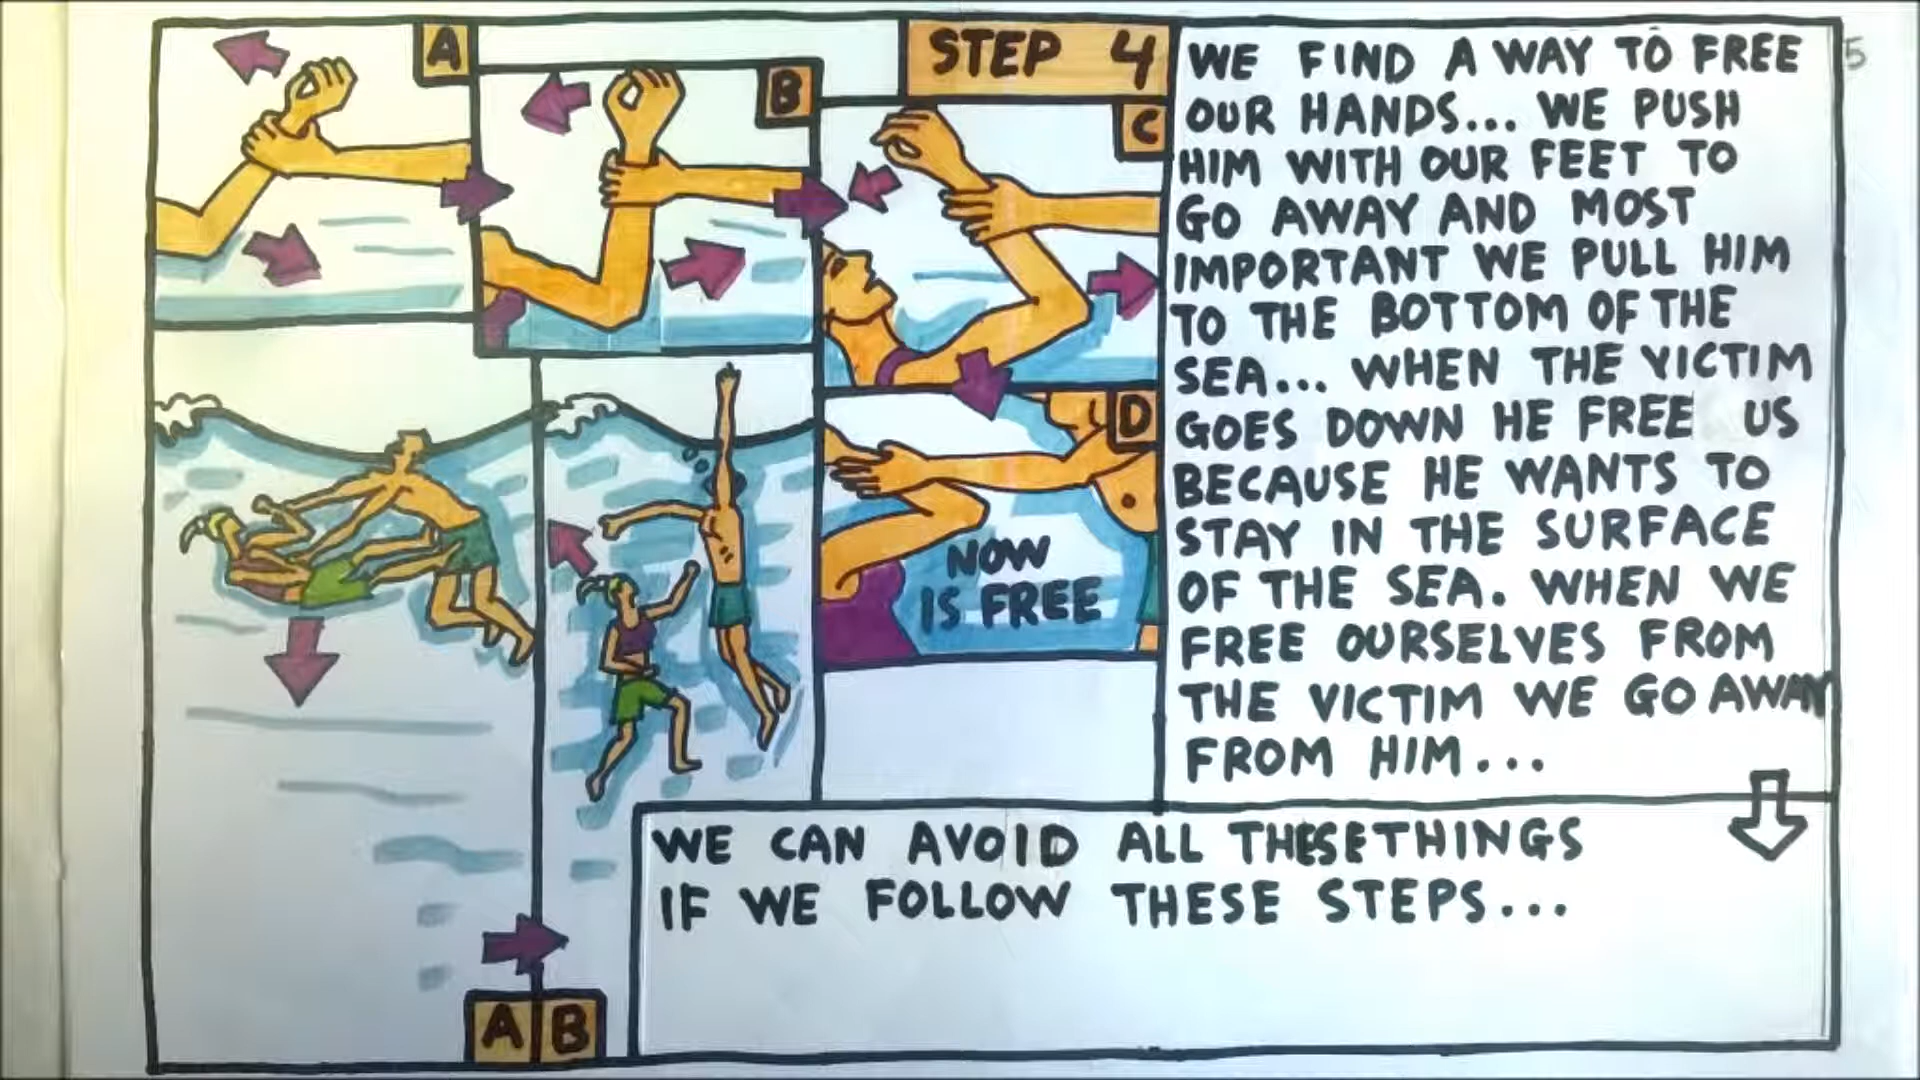 A
B
STEP 4
C
D
NOW
IS FREE
A B
WE FIND A WAY TO FREE
OUR HANDS... WE PUSH
HIM WITH OUR FEET TO
GO AWAY AND MOST
IMPORTANT WE PULL HIM
TO THE BOTTOM OF THE
SEA... WHEN THE VICTIM
GOES DOWN HE FREE US
BECAUSE HE WANTS TO
STAY IN THE SURFACE
OF THE SEA. WHEN WE
FREE OURSELVES FROM
THE VICTIM WE GO AWAY
FROM HIM...
5
WE CAN AVOID ALL THESE THINGS
IF WE FOLLOW THESE STEPS...